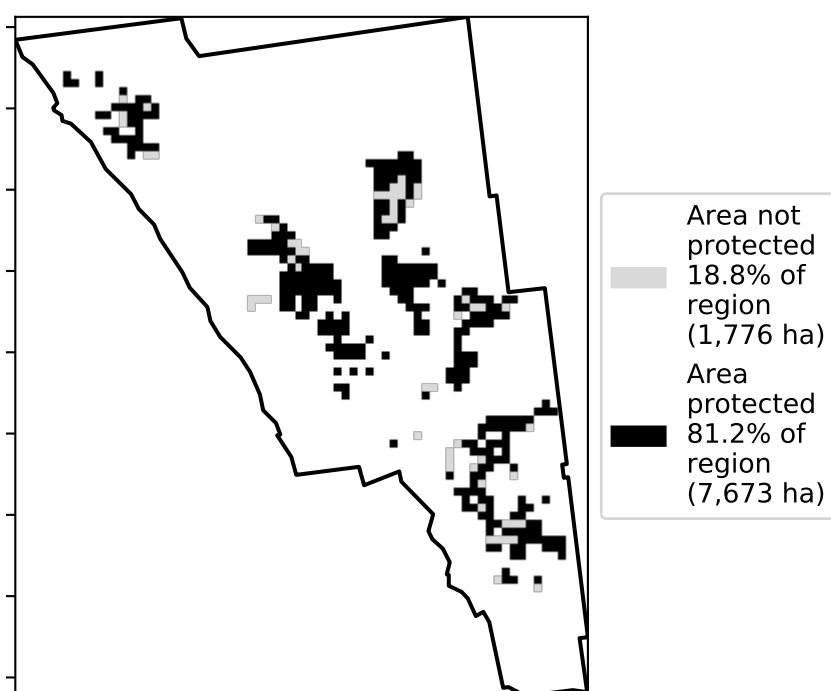 Area not
protected
18.8% of
region
(1,776 ha)
Area
protected
81.2% of
region
(7,673 ha)